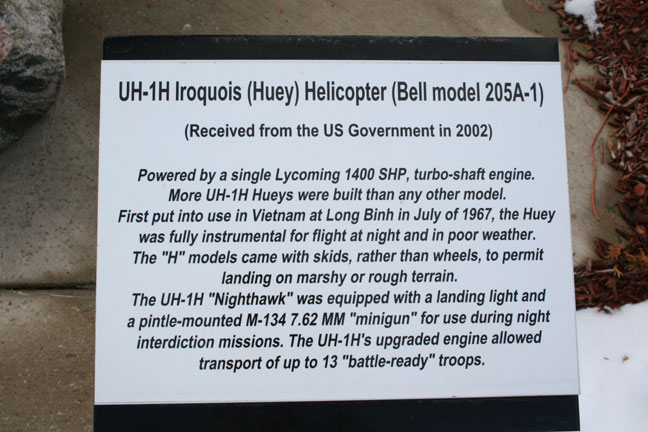 UH-1H Iroquois (Huey) Helicopter (Bell model 205A-1)
(Received from the US Government in 2002)
Powered by a single Lycoming 1400 SHP, turbo-shaft engine.
More UH-1H Hueys were built than any other model.
First put into use in Vietnam at Long Binh in July of 1967, the Huey
was fully instrumental for flight at night and in poor weather.
The "H" models came with skids, rather than wheels, to permit
landing on marshy or rough terrain.
The UH-1H "Nighthawk" was equipped with a landing light and
a pintle-mounted M-134 7.62 MM "minigun" for use during night
interdiction missions. The UH-1H's upgraded engine allowed
transport of up to 13 "battle-ready" troops.